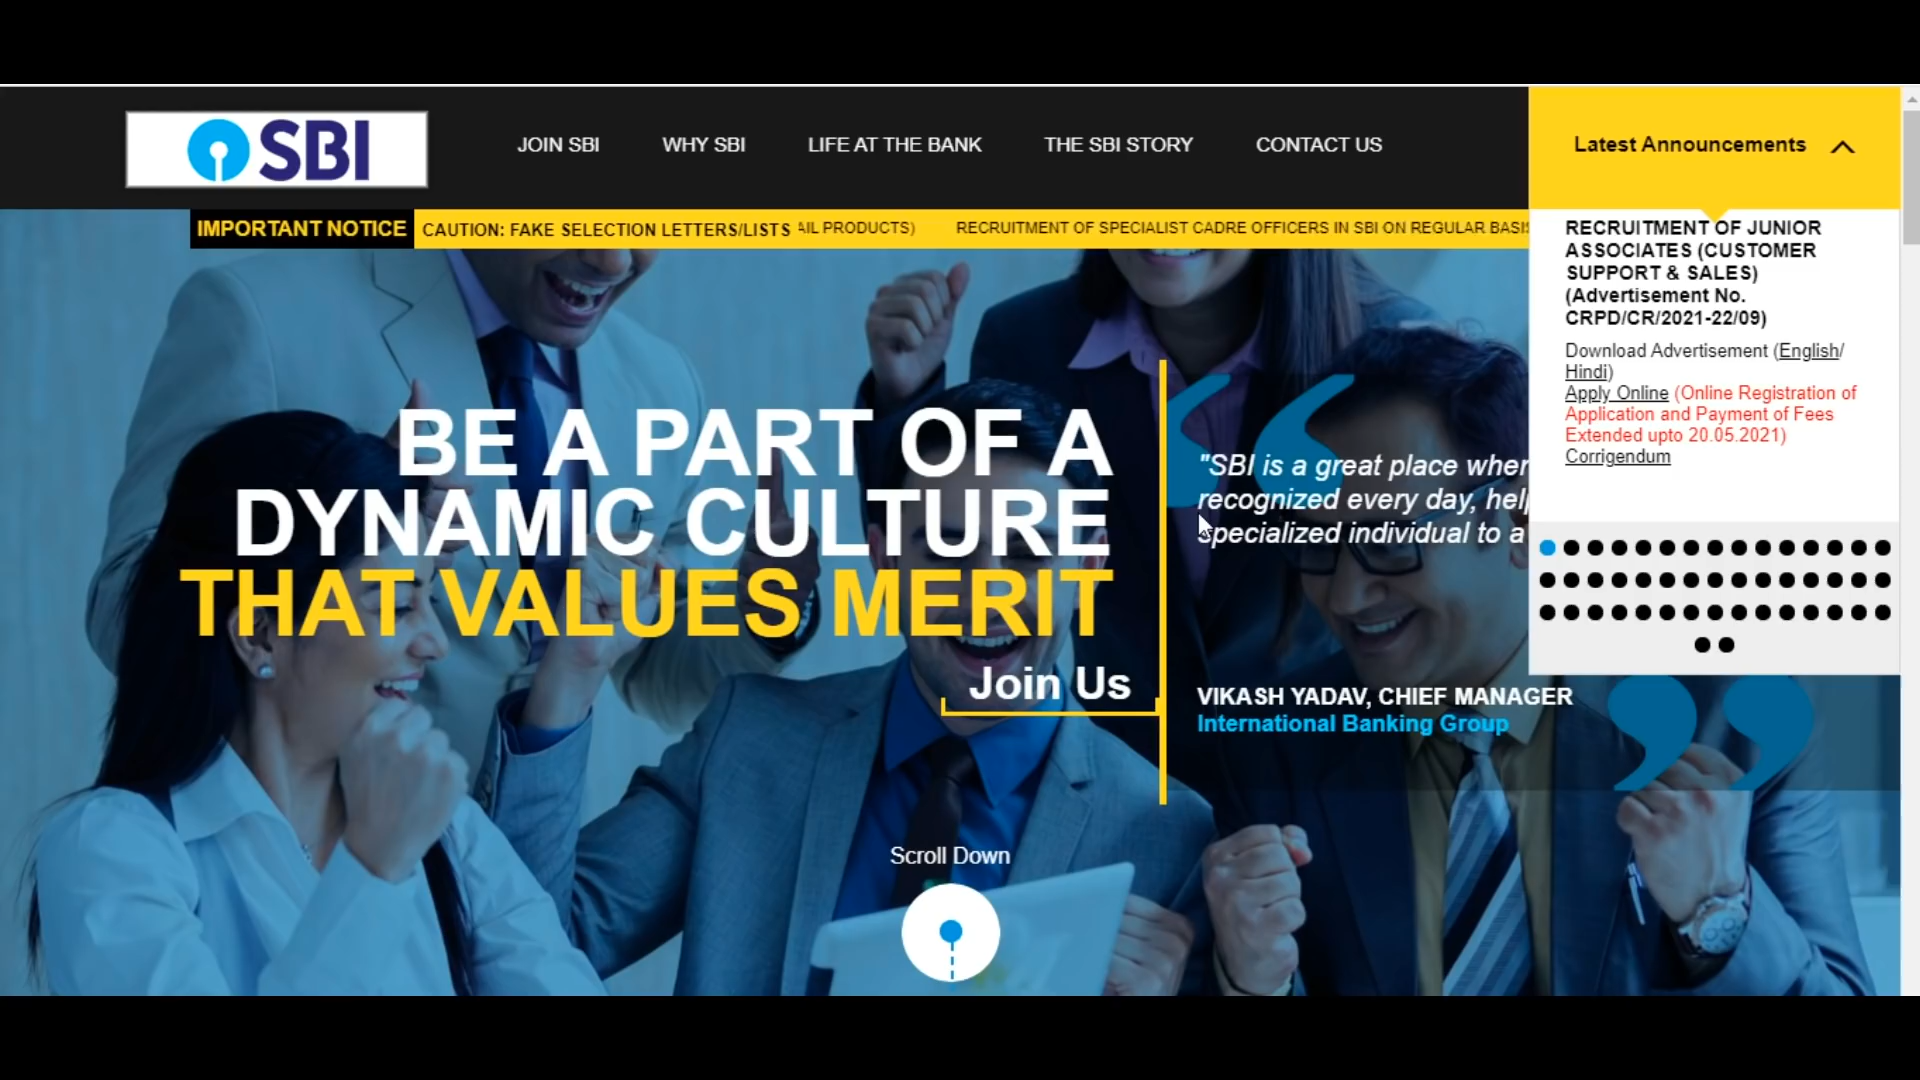 SBI
JOIN SBI
WHY SBI
LIFE AT THE BANK
THE SBI STORY
CONTACT US
Latest Announcements
IMPORTANT NOTICE
CAUTION: FAKE SELECTION LETTERS/LISTS
PRODUCTS)
RECRUITMENT OF SPECIALIST CADRE OFFICERS IN SBI ON REGULAR BASIS
RECRUITMENT OF JUNIOR
ASSOCIATES (CUSTOMER
SUPPORT & SALES)
(Advertisement No.
CRPD/CR/2021-22/09)
Download Advertisement (English/
Hindi)
Apply Online (Online Registration of
Application and Payment of Fees
Extended upto 20.05.2021)
Corrigendum
BE A PART OF A
DYNAMIC CULTURE
THAT VALUES MERIT
Join Us
"SBI is a great place wher
recognized every day, help
specialized individual to a
VIKASH YADAV, CHIEF MANAGER
International Banking Group
Scroll Down